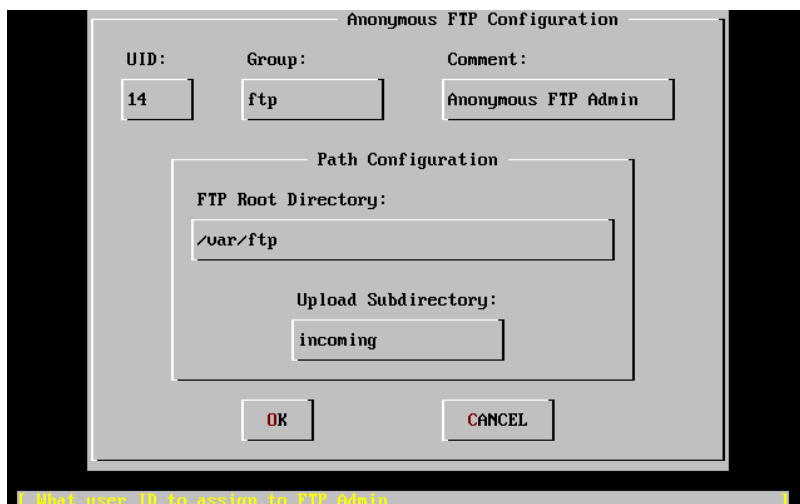 Anonymous FTP Configuration
UID: Group: Comment:
14 ftp Anonymous FTP Admin
Path Configuration
FTP Root Directory:
/var/ftp
Upload Subdirectory:
incoming
OK CANCEL
[ What user ID to assign to FTP Admin ]